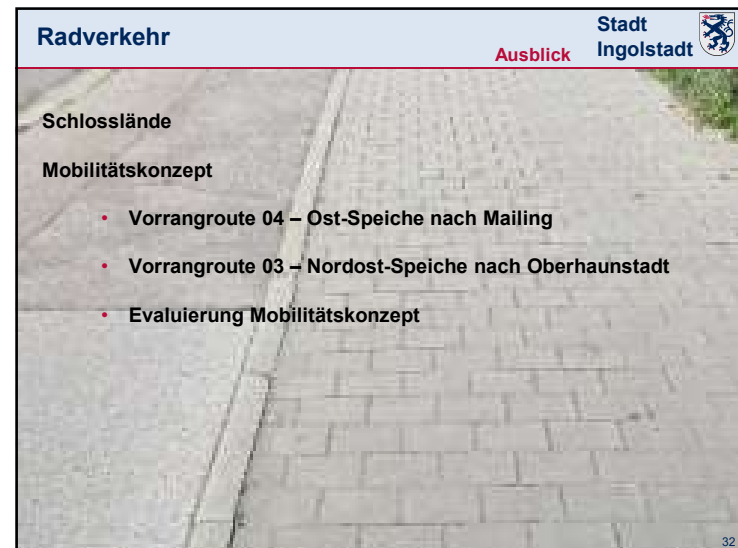 Radverkehr
Ausblick
Stadt
Ingolstadt
Schlosslände
Mobilitätskonzept
• Vorrangroute 04 – Ost-Speiche nach Mailing
• Vorrangroute 03 – Nordost-Speiche nach Oberhaunstadt
• Evaluierung Mobilitätskonzept
32